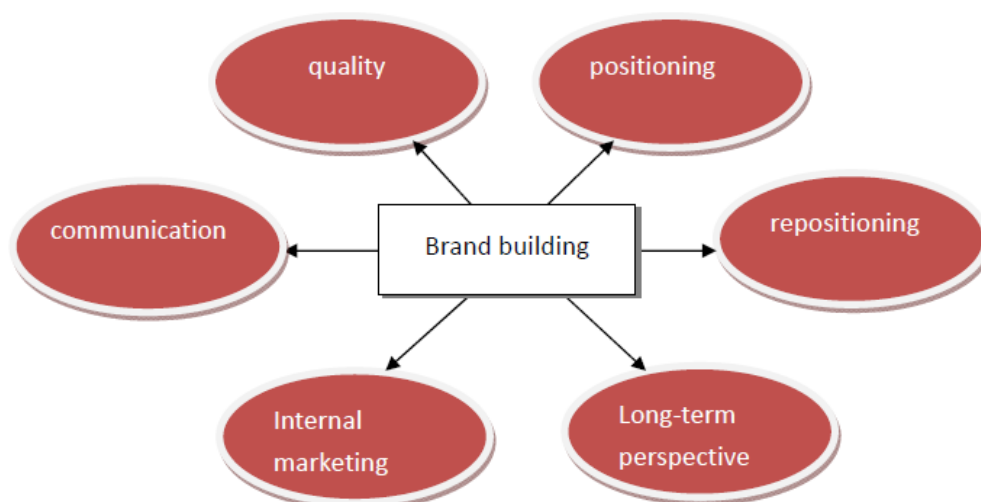 quality
positioning
communication
Brand building
repositioning
Internal
marketing
Long-term
perspective